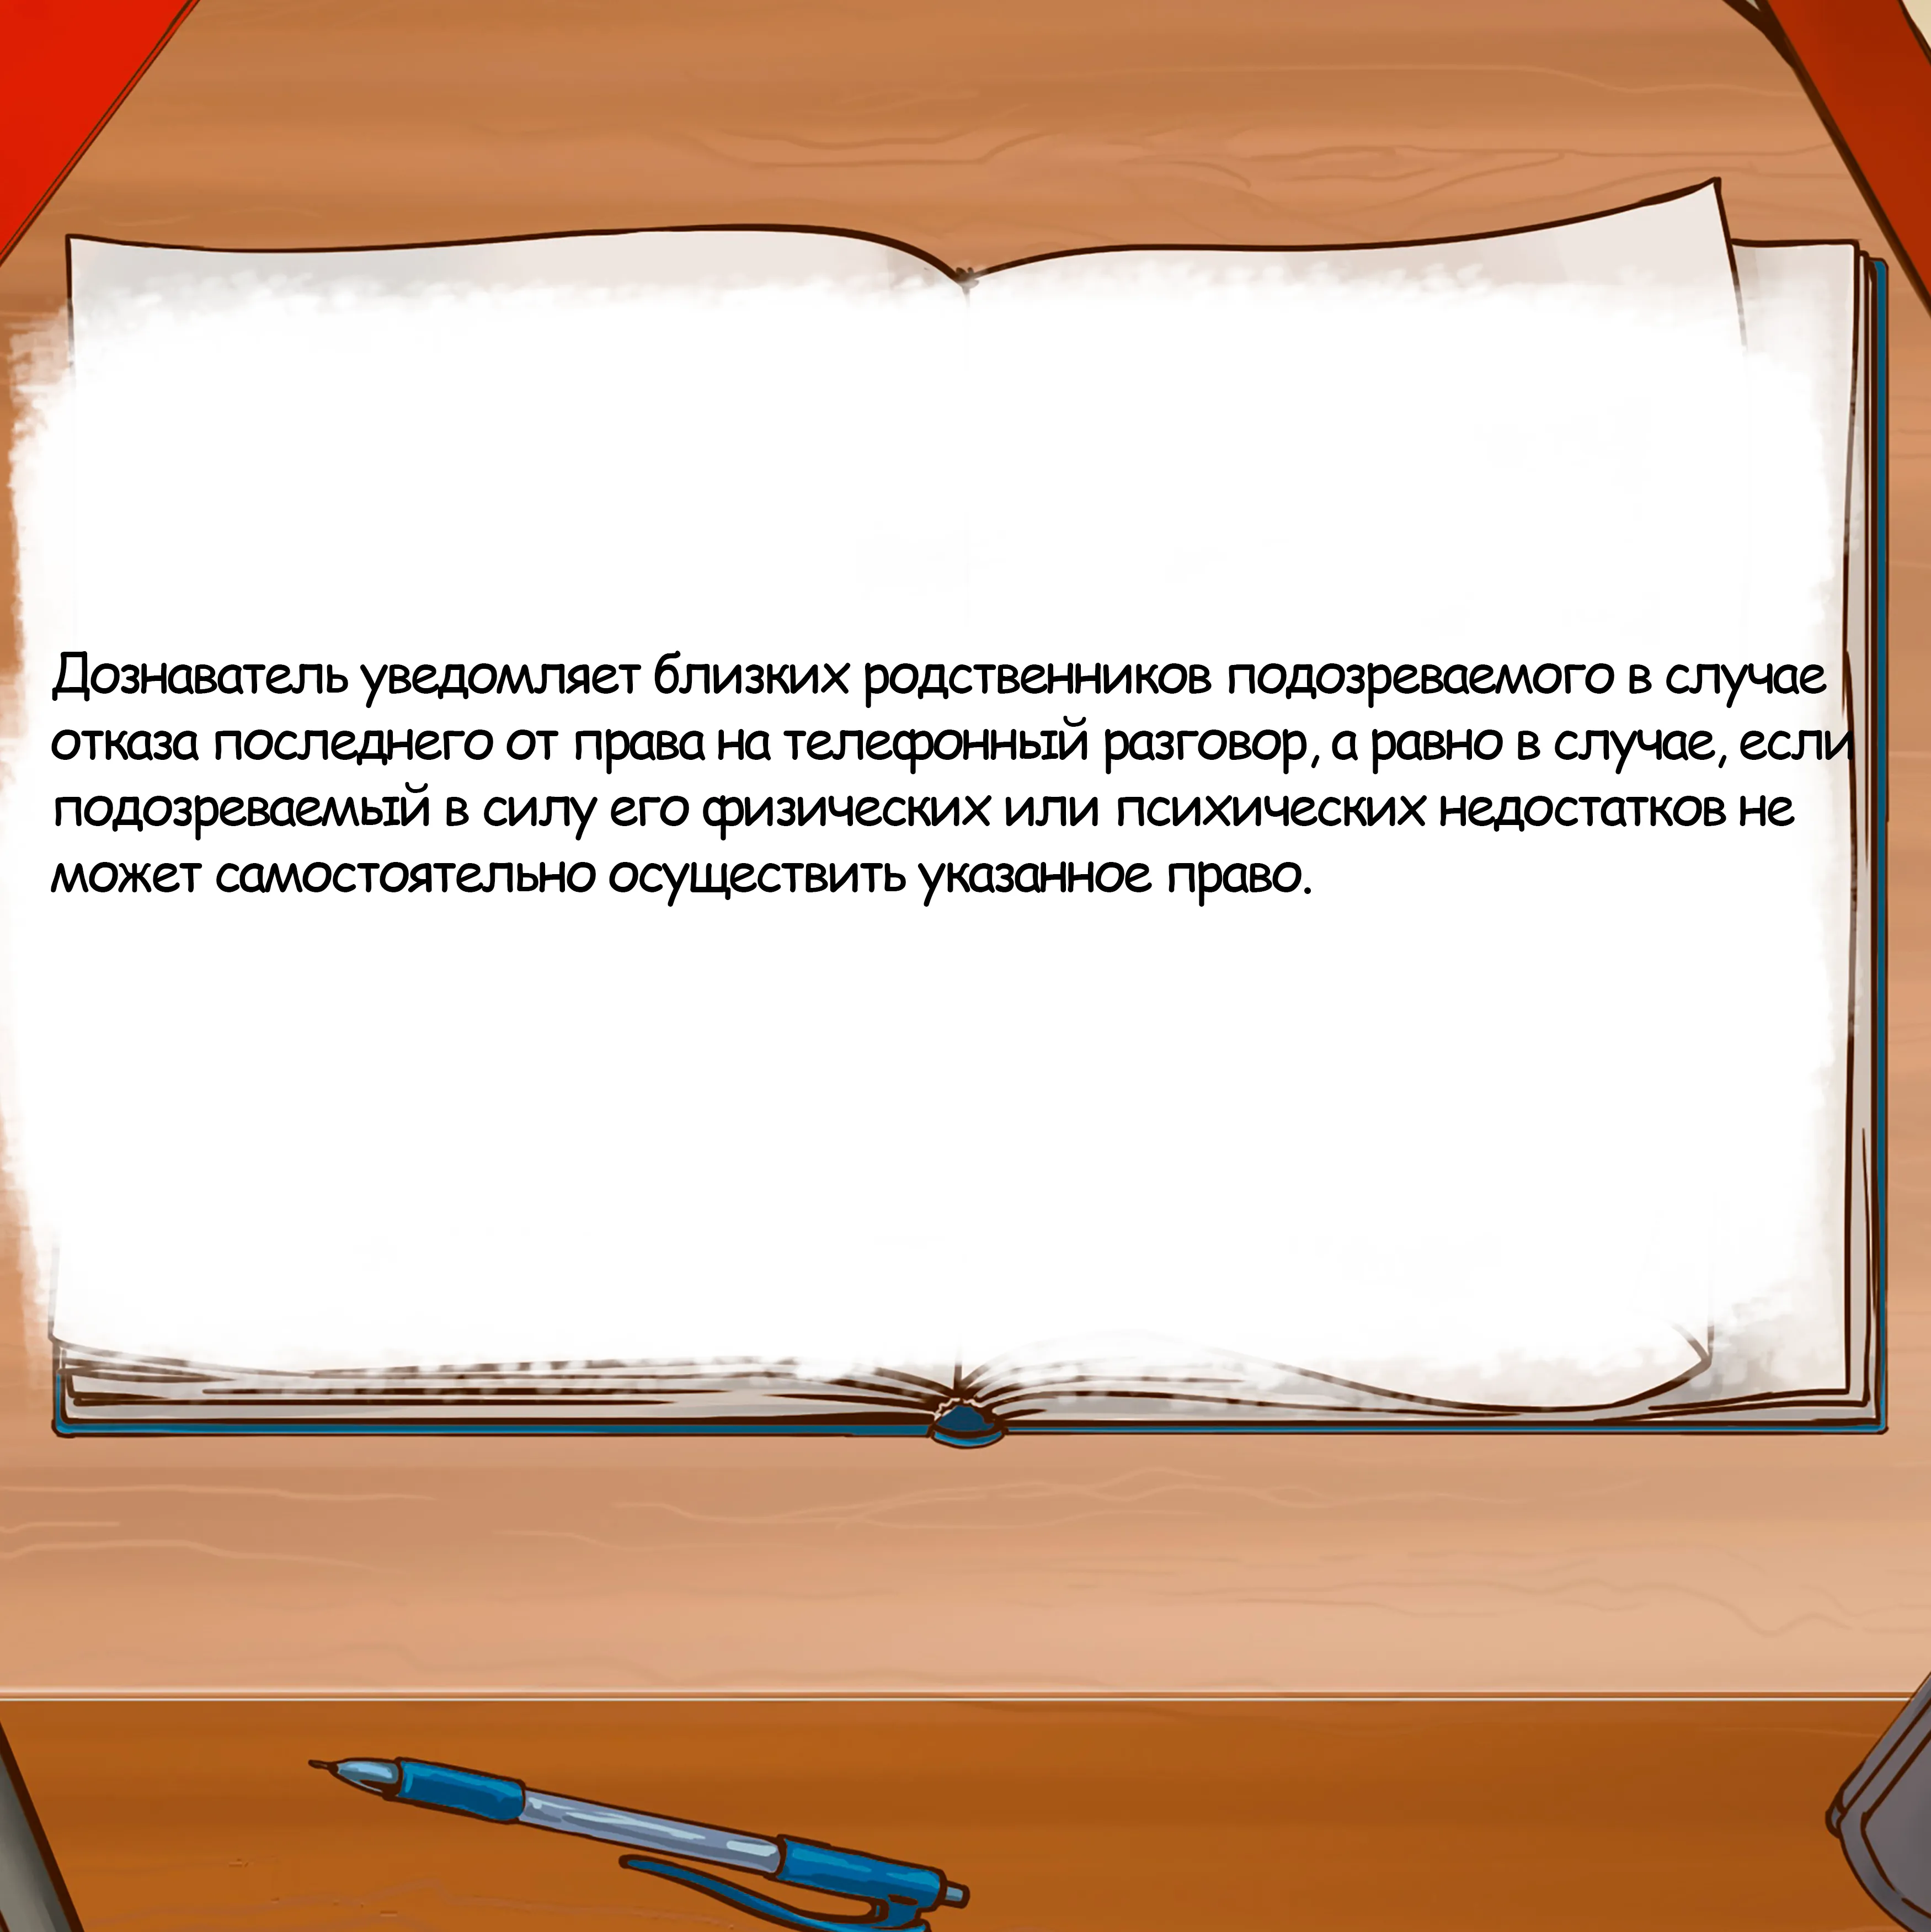 Дознаватель уведомляет близких родственников подозреваемого в случае
отказа последнего от права на телефонный разговор, а равно в случае, если
подозреваемый в силу его физических или психических недостатков не
может самостоятельно осуществить указанное право.